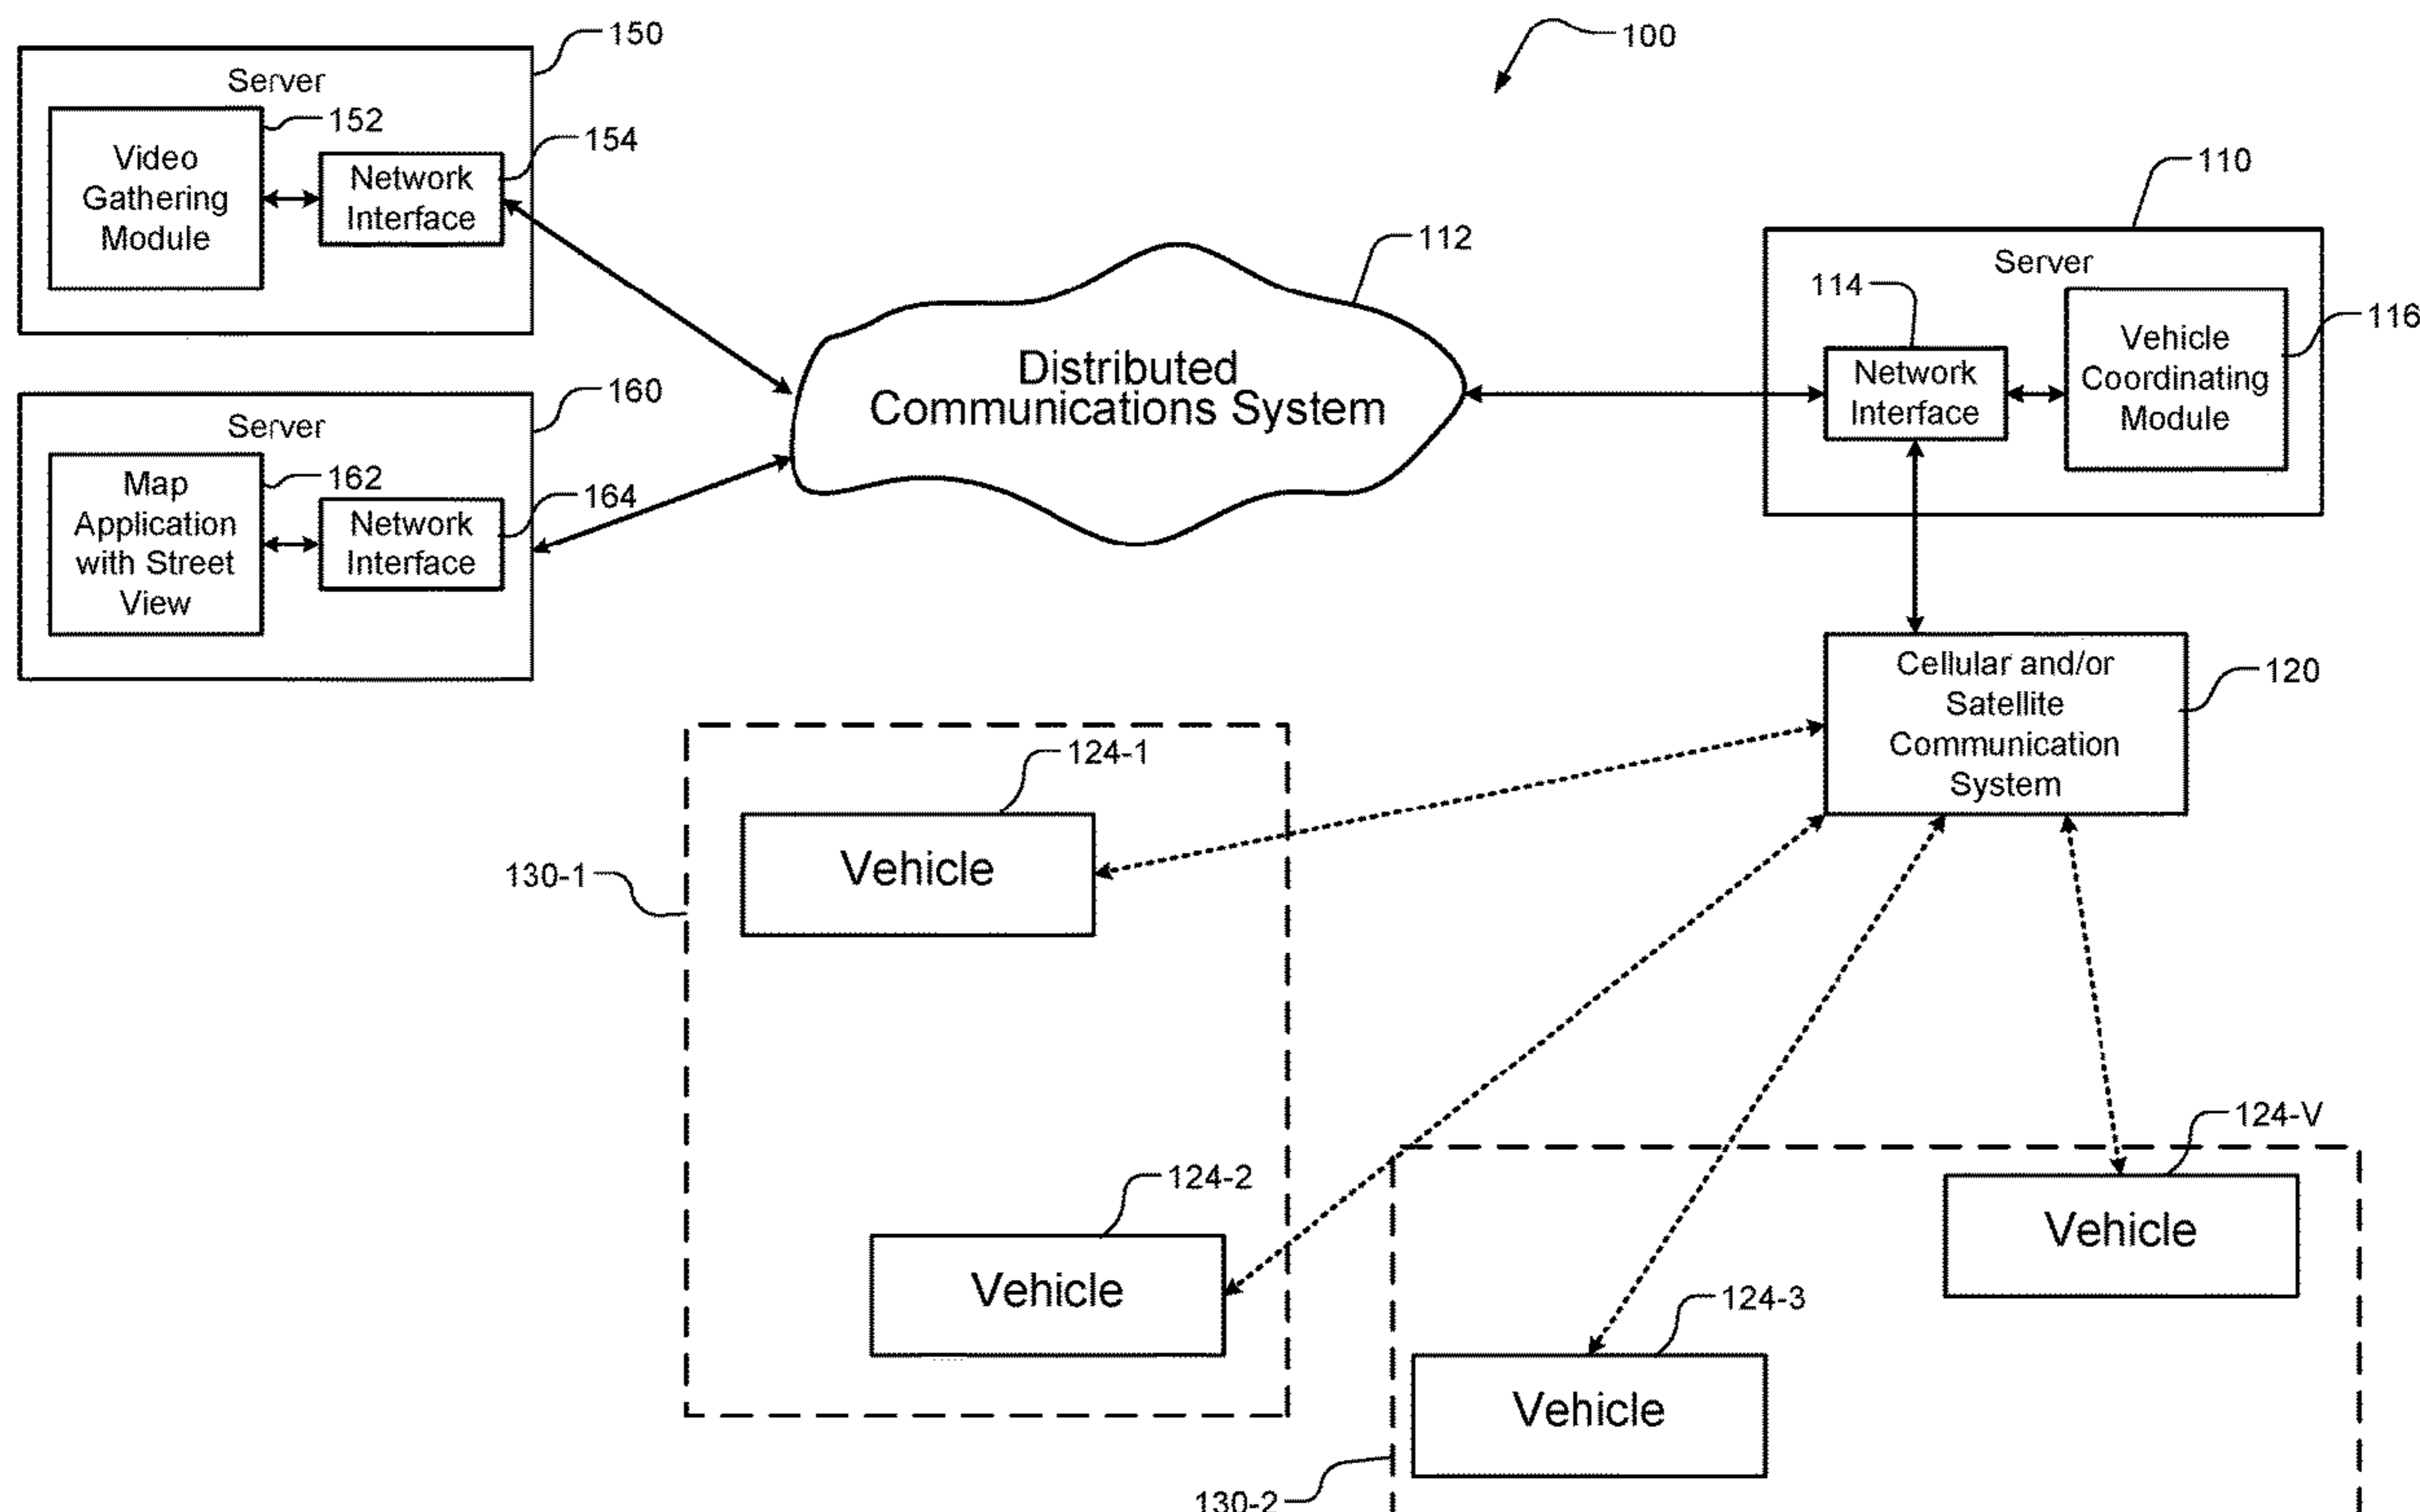 100
150
Server
152
Video
Gathering
Module
154
Network
Interface
160
Server
162
Map
Application
with Street
View
164
Network
Interface
112
Distributed
Communications System
110
Server
114
Network
Interface
116
Vehicle
Coordinating
Module
120
Cellular and/or
Satellite
Communication
System
130-1
124-1
Vehicle
124-2
Vehicle
130-2
124-3
Vehicle
124-V
Vehicle